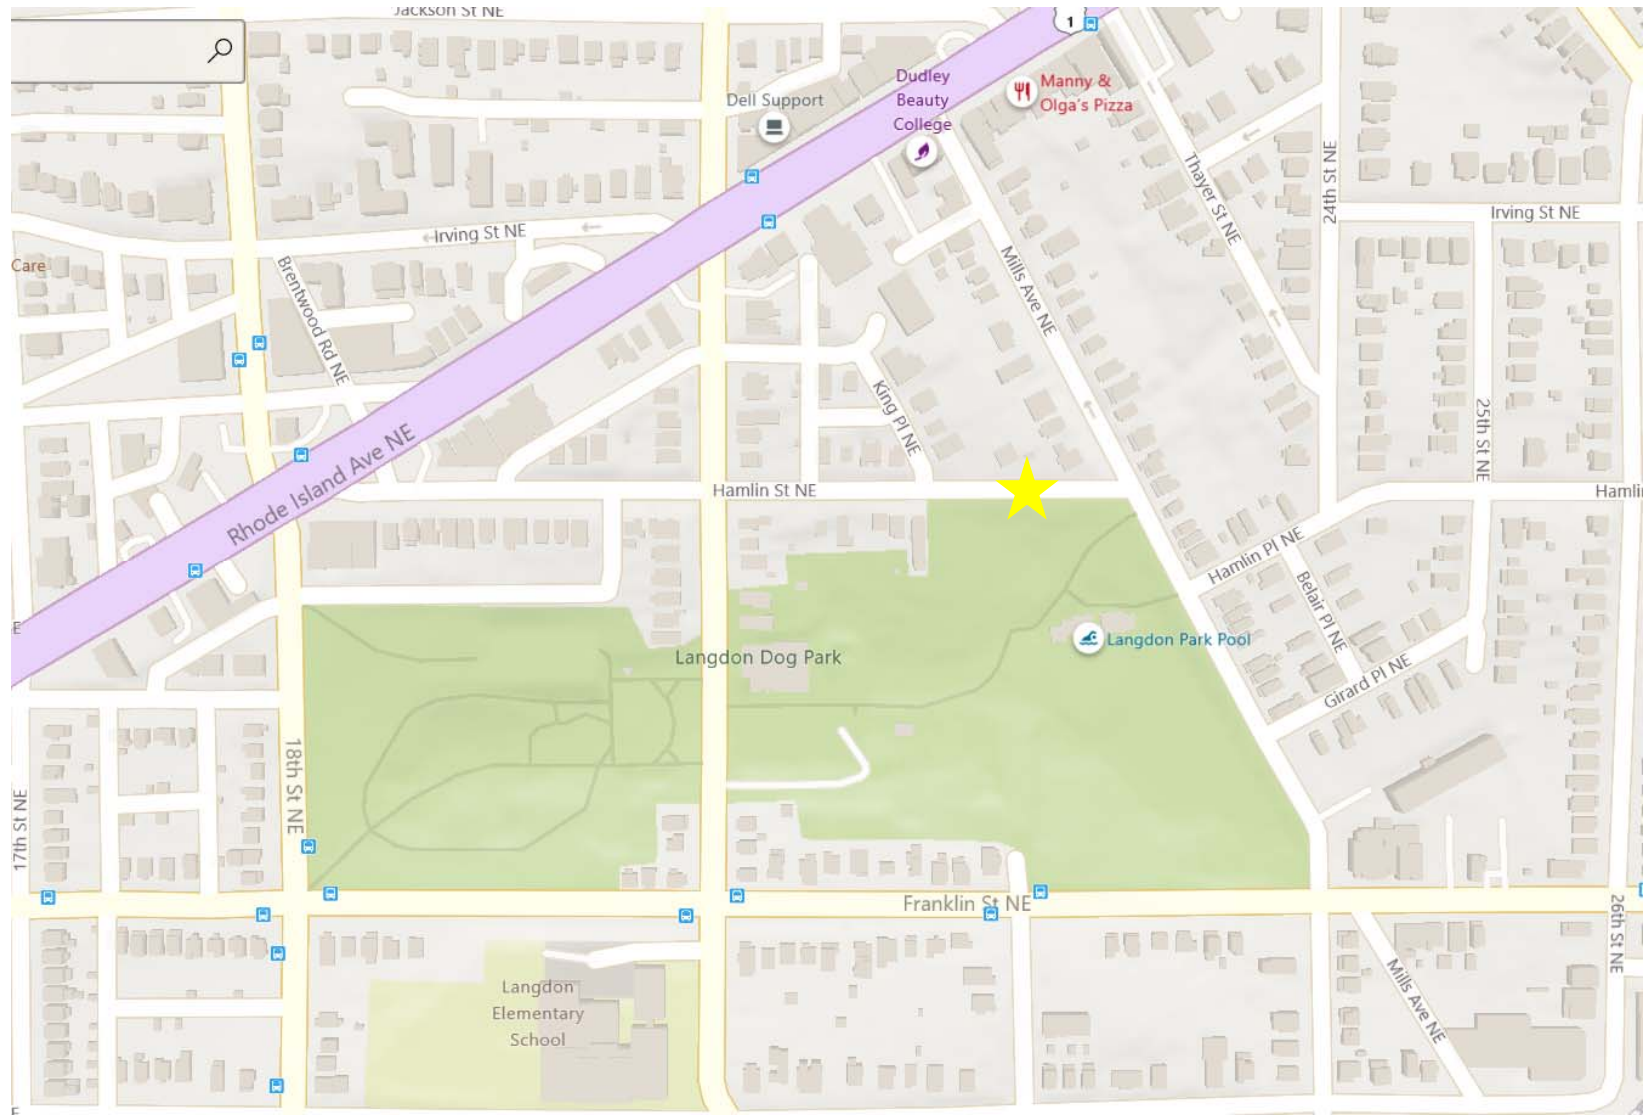 Jackson St NE
1
Dudley
Beauty
College
Manny &
Olga's Pizza
Dell Support
24th St NE
Thayer St NE
Irving St NE
Irving St NE
Care
Brentwood Rd NE
Mills Ave NE
King Pl NE
25th St NE
Rhode Island Ave NE
Hamlin St NE
Hamli
Hamlin Pl NE
Belair Pl NE
E
Langdon Park Pool
Langdon Dog Park
Girard Pl NE
18th St NE
17th St NE
Franklin St NE
26th St NE
Langdon
Elementary
School
Mills Ave NE
E